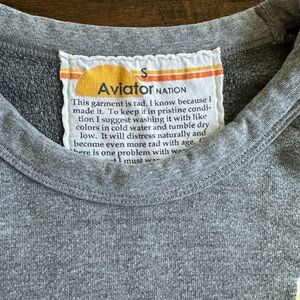 S
Aviator NATION
This garment is rad, I know because I
made it. To keep it in pristine condi-
tion I suggest washing it with like
colors in cold water and tumble dry
low. It will distress naturally and
become even more rad with age.
there is one problem with
I must